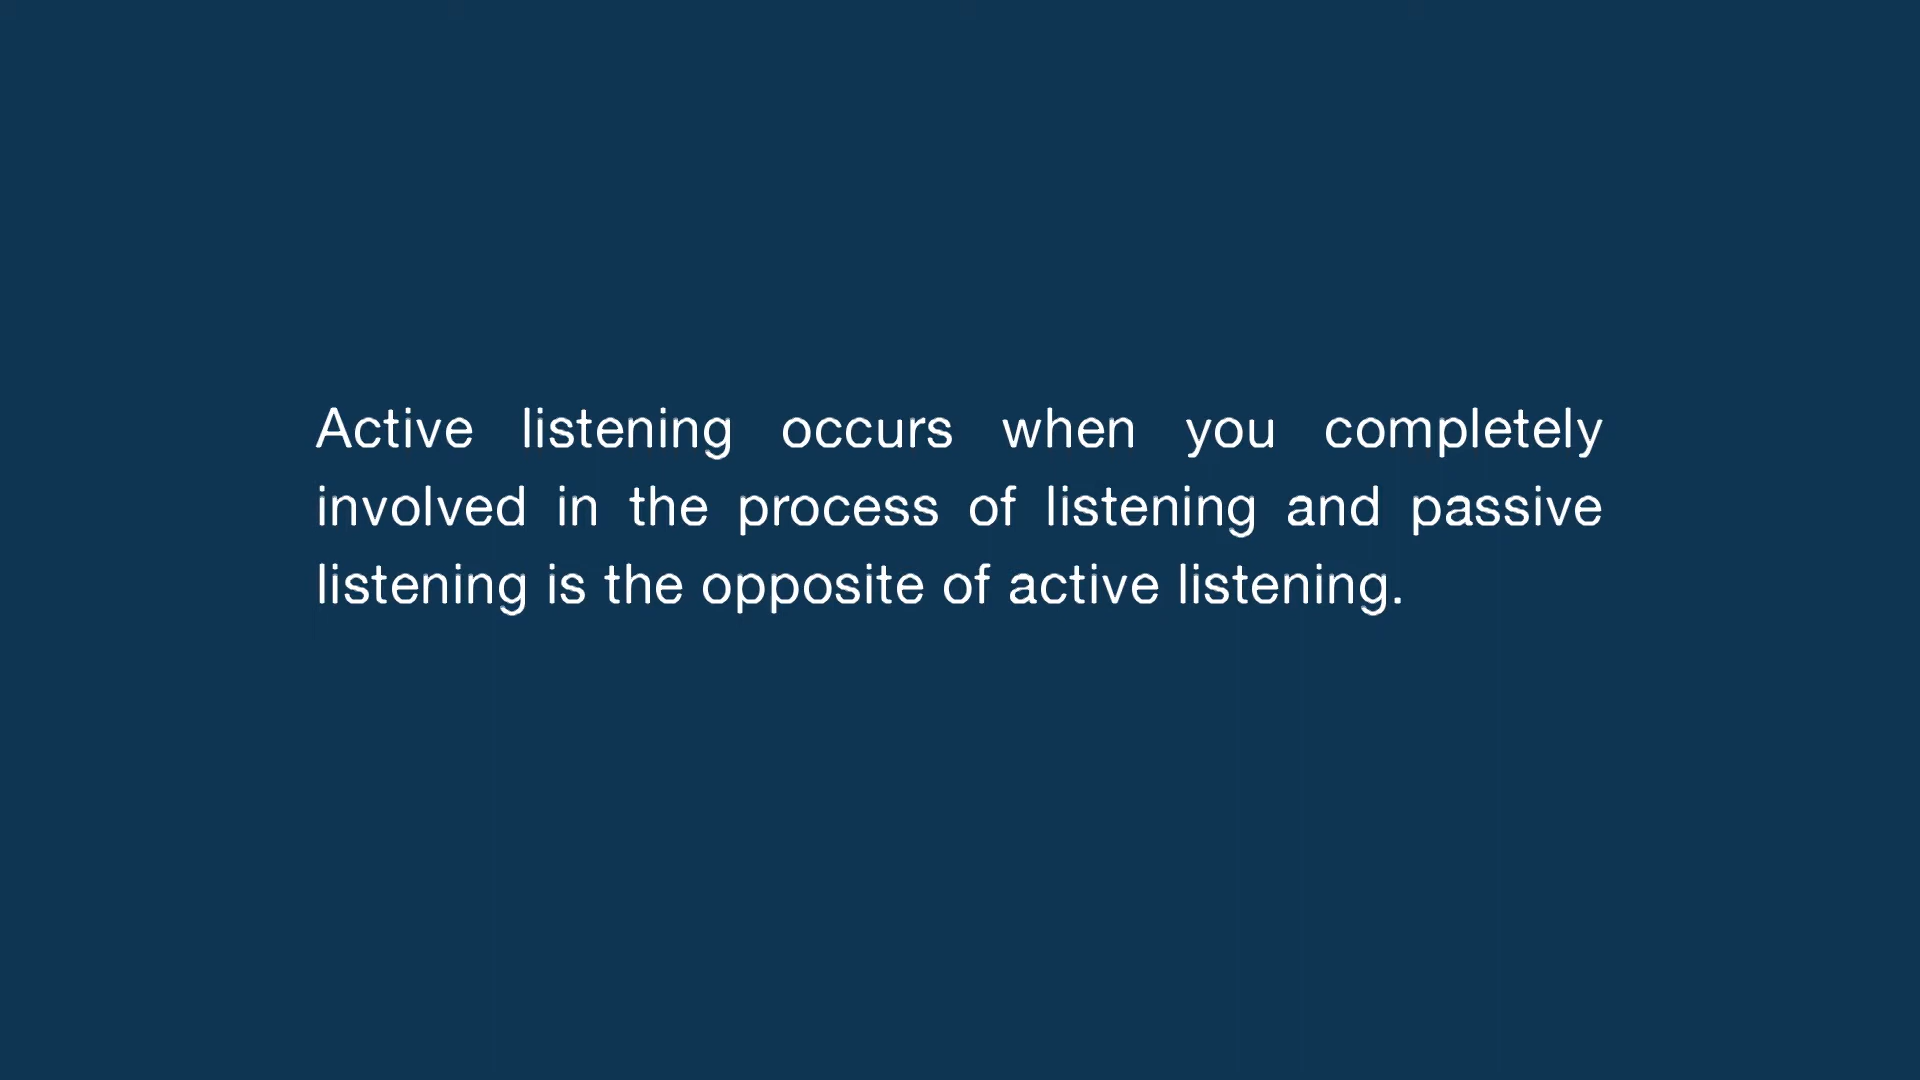 Active listening occurs when you completely
involved in the process of listening and passive
listening is the opposite of active listening.